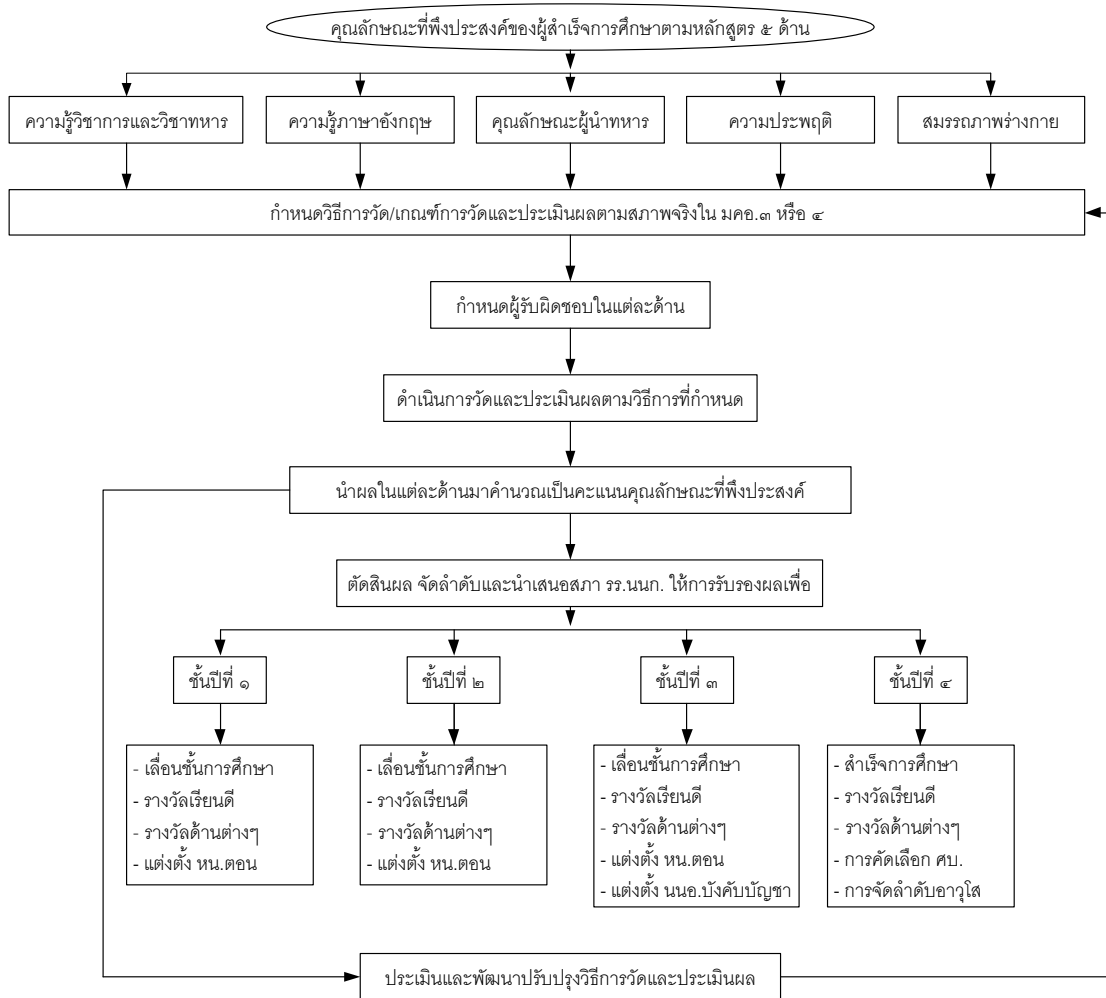 คุณลักษณะที่พึงประสงค์ของผู้สำเร็จการศึกษาตามหลักสูตร ๕ ด้าน
ความรู้วิชาการและวิชาทหาร
ความรู้ภาษาอังกฤษ
คุณลักษณะผู้นำทหาร
ความประพฤติ
สมรรถภาพร่างกาย
กำหนดวิธีการวัด/เกณฑ์การวัดและประเมินผลตามสภาพจริงใน มคอ.๓ หรือ ๔
กำหนดผู้รับผิดชอบในแต่ละด้าน
ดำเนินการวัดและประเมินผลตามวิธีการที่กำหนด
นำผลในแต่ละด้านมาคำนวณเป็นคะแนนคุณลักษณะที่พึงประสงค์
ตัดสินผล จัดลำดับและนำเสนอสภา รร.นนก. ให้การรับรองผลเพื่อ
ชั้นปีที่ ๑
ชั้นปีที่ ๒
ชั้นปีที่ ๓
ชั้นปีที่ ๔
- เลื่อนชั้นการศึกษา
- รางวัลเรียนดี
- รางวัลด้านต่างๆ
- แต่งตั้ง หน.ตอน
- เลื่อนชั้นการศึกษา
- รางวัลเรียนดี
- รางวัลด้านต่างๆ
- แต่งตั้ง หน.ตอน
- เลื่อนชั้นการศึกษา
- รางวัลเรียนดี
- รางวัลด้านต่างๆ
- แต่งตั้ง หน.ตอน
- แต่งตั้ง นนอ.บังคับบัญชา
- สำเร็จการศึกษา
- รางวัลเรียนดี
- รางวัลด้านต่างๆ
- การคัดเลือก ศบ.
- การจัดลำดับอาวุโส
ประเมินและพัฒนาปรับปรุงวิธีการวัดและประเมินผล